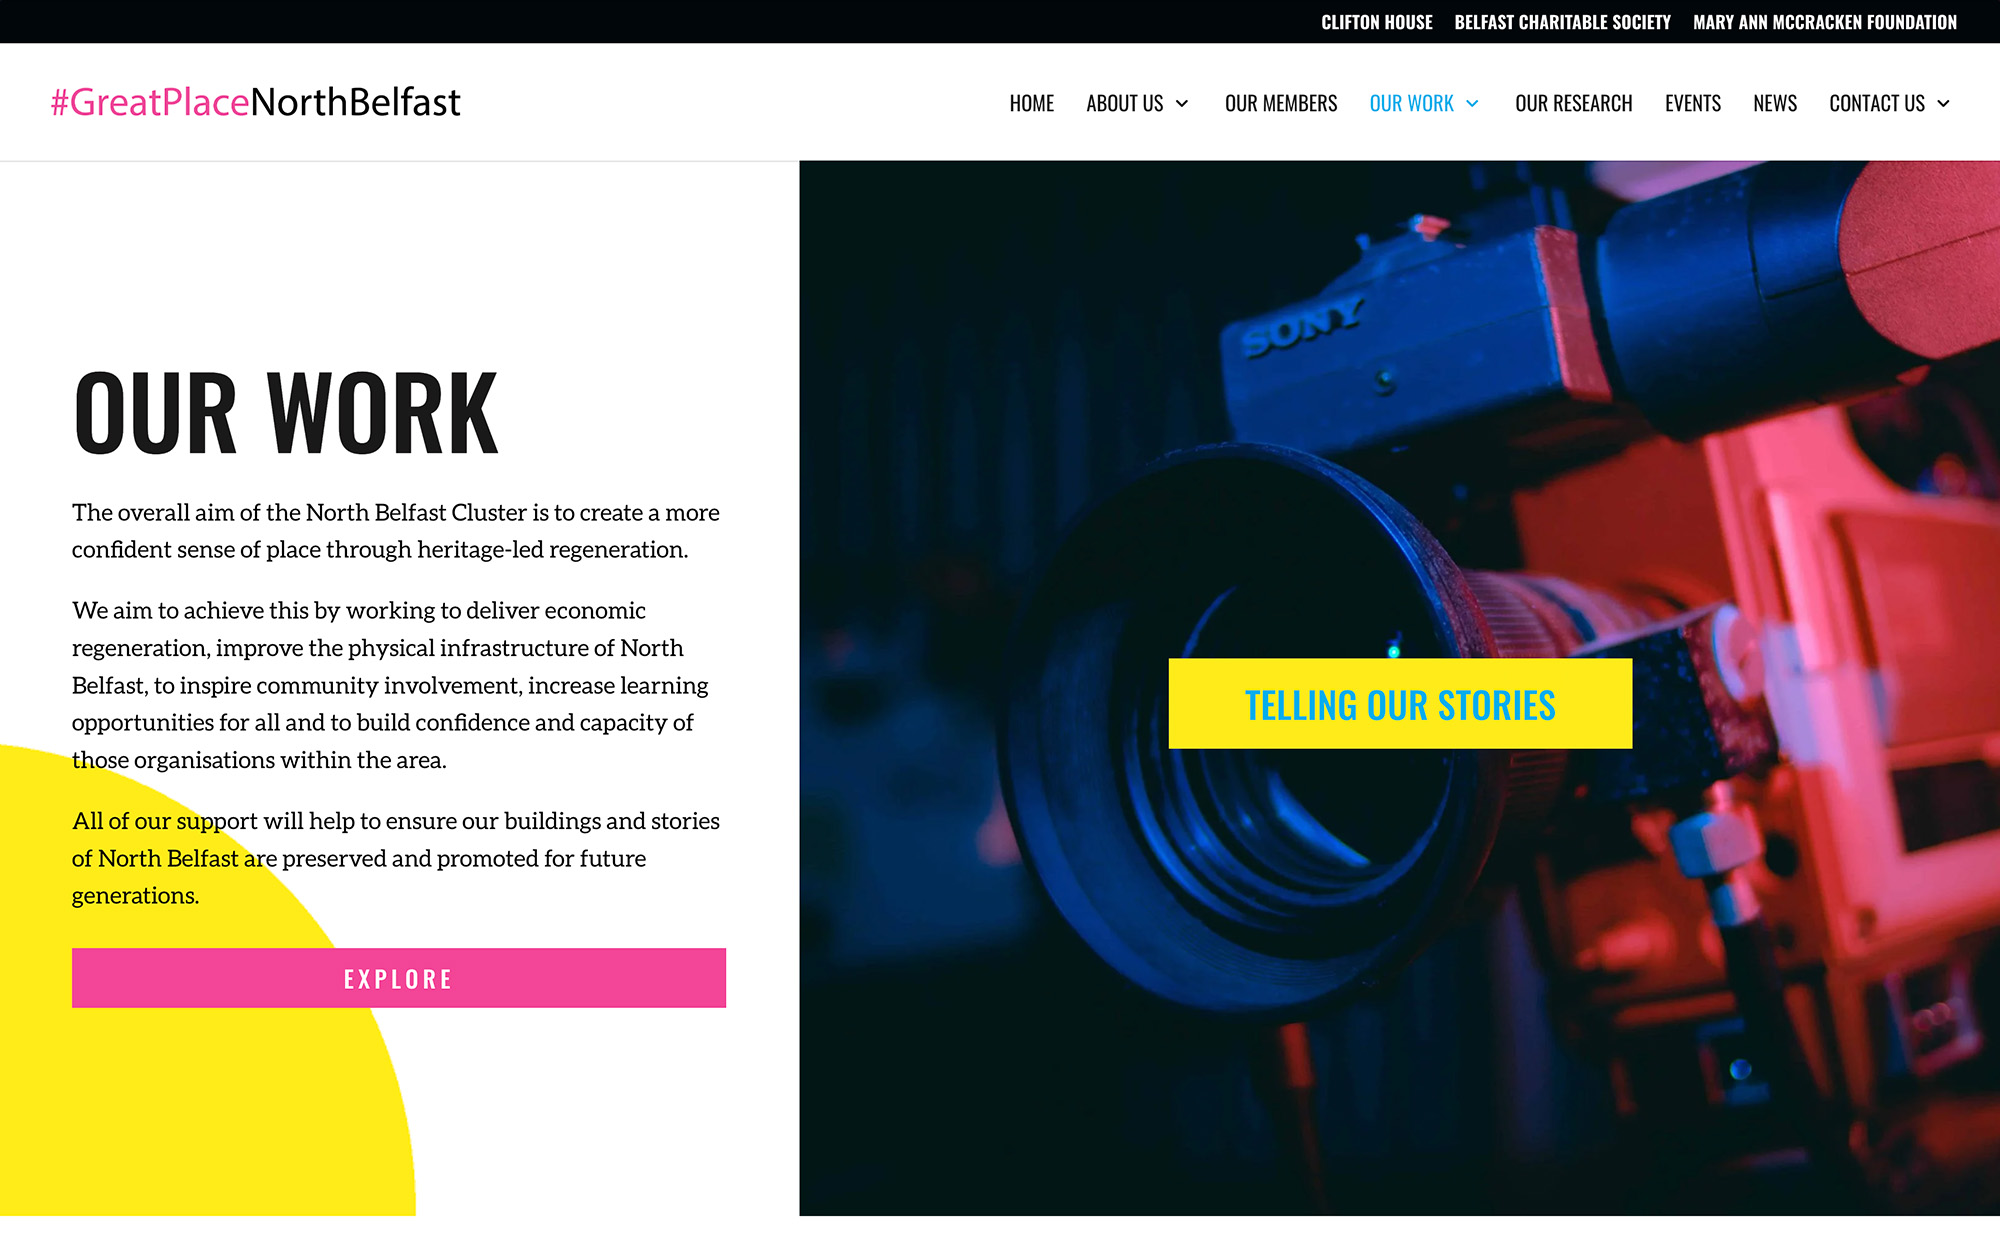 CLIFTON HOUSE BELFAST CHARITABLE SOCIETY MARY ANN MCCRACKEN FOUNDATION
#GreatPlaceNorthBelfast
HOME ABOUT US OUR MEMBERS OUR WORK OUR RESEARCH EVENTS NEWS CONTACT US
OUR WORK
The overall aim of the North Belfast Cluster is to create a more
confident sense of place through heritage-led regeneration.
We aim to achieve this by working to deliver economic
regeneration, improve the physical infrastructure of North
Belfast, to inspire community involvement, increase learning
opportunities for all and to build confidence and capacity of
those organisations within the area.
All of our support will help to ensure our buildings and stories
of North Belfast are preserved and promoted for future
generations.
EXPLORE
SONY
TELLING OUR STORIES